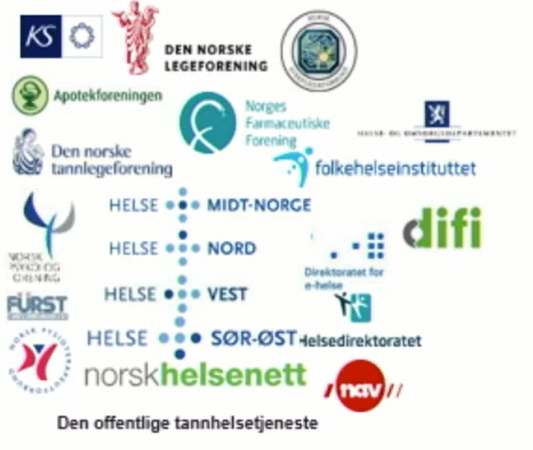 KS
DEN NORSKE
LEGEFORENING
Apotekforeningen
Norges
Farmaceutiske
Forening
HELSE- OG OMSORGSDEPARTEMENTET
Den norske
tannlegeforening
folkehelseinstituttet
HELSE MIDT-NORGE
difi
NORSK
PSYKOLOG
FORENING
HELSE NORD
Direktoratet for
e-helse
HELSE VEST
FÜRST
HELSE SØR-ØST
Helsedirektoratet
norskhelsenett
/nav//
Den offentlige tannhelsetjeneste